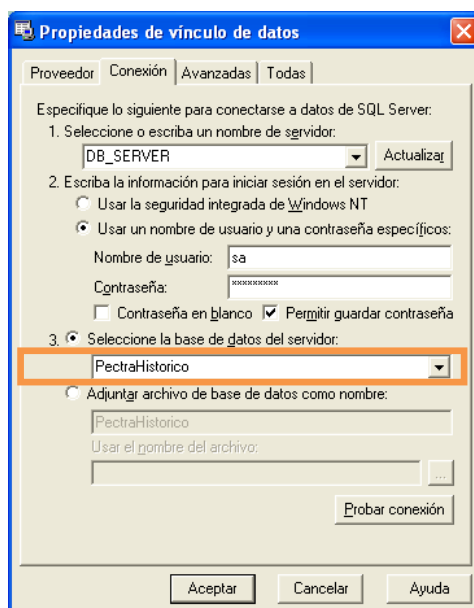 Propiedades de vínculo de datos
Proveedor Conexión Avanzadas Todas
Especifique lo siguiente para conectarse a datos de SQL Server:
1. Seleccione o escriba un nombre de servidor:
DB_SERVER Actualizar
2. Escriba la información para iniciar sesión en el servidor:
Usar la seguridad integrada de Windows NT
Usar un nombre de usuario y una contraseña específicos:
Nombre de usuario: sa
Contraseña: *********
Contraseña en blanco Permitir guardar contraseña
3. Seleccione la base de datos del servidor:
PectraHistorico
Adjuntar archivo de base de datos como nombre:
PectraHistorico
Usar el nombre del archivo:
...
Probar conexión
Aceptar Cancelar Ayuda